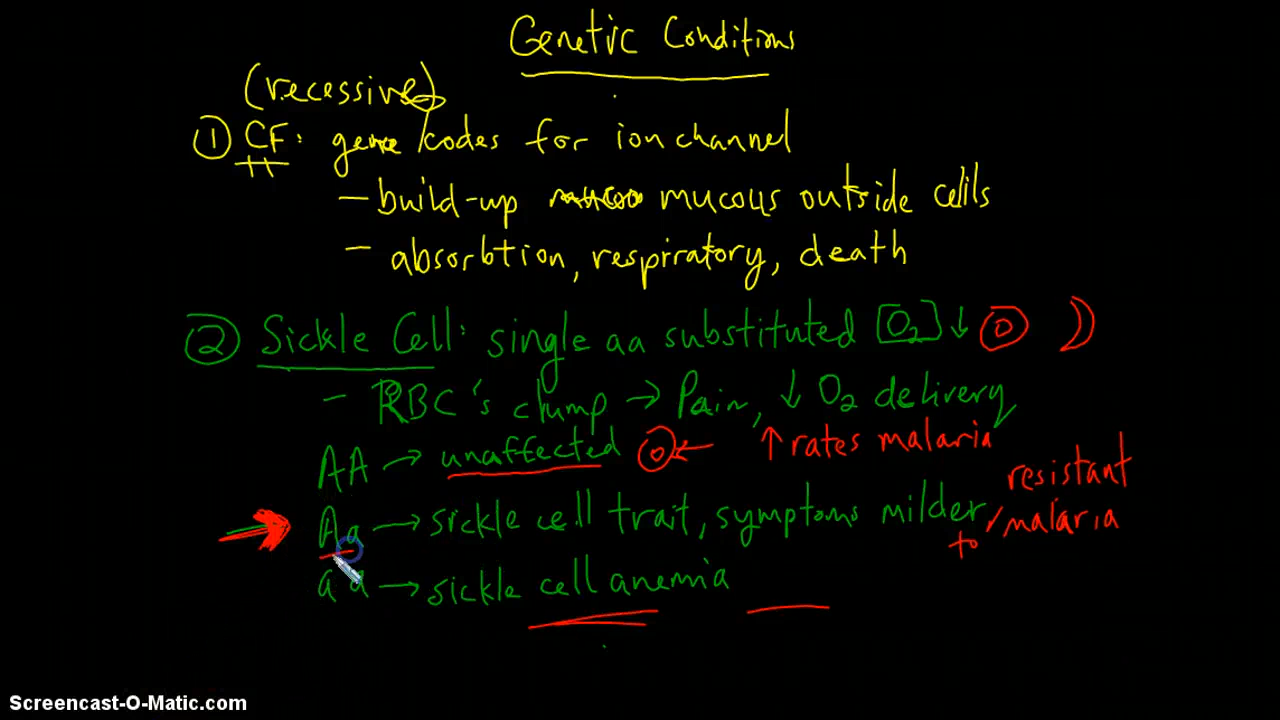 Genetic Conditions
(recessive)
① CF: gene codes for ion channel
– build-up mucous outside cells
– absorbtion, respiratory, death
② Sickle Cell: single aa substituted [O₂] ↓
– RBC's clump → Pain, ↓ O₂ delivery
AA → unaffected ← ↑ rates malaria
resistant
Aa → sickle cell trait, symptoms milder / malaria
to
aa → sickle cell anemia
Screencast-O-Matic.com